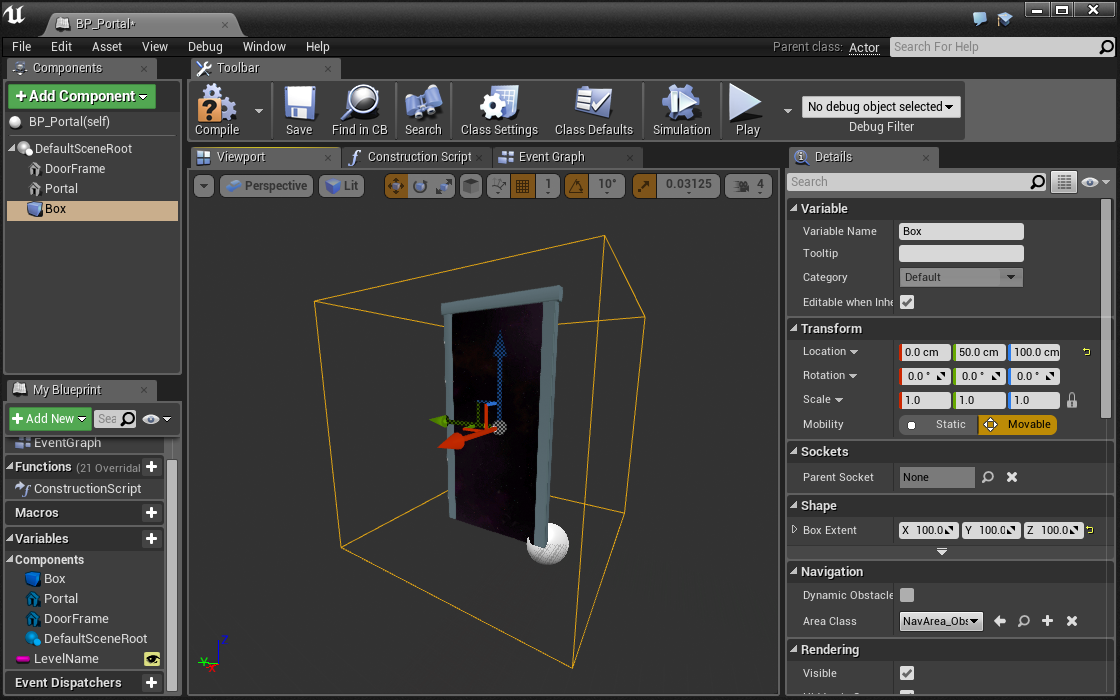 BP_Portal*
File Edit Asset View Debug Window Help
Parent class: Actor
Search For Help
Components
Toolbar
+ Add Component
BP_Portal(self)
DefaultSceneRoot
DoorFrame
Portal
Box
Compile
Save
Find in CB
Search
Class Settings
Class Defaults
Simulation
Play
No debug object selected
Debug Filter
Viewport
Construction Script
Event Graph
Perspective
Lit
1
10°
0.03125
4
Z
Y
X
My Blueprint
+ Add New
Sea
EventGraph
Functions (21 Overridal
ConstructionScript
Macros
Variables
Components
Box
Portal
DoorFrame
DefaultSceneRoot
LevelName
Event Dispatchers
Details
Search
Variable
Variable Name Box
Tooltip
Category Default
Editable when Inhe
Transform
Location 0.0 cm 50.0 cm 100.0 cm
Rotation 0.0 ° 0.0 ° 0.0 °
Scale 1.0 1.0 1.0
Mobility Static Movable
Sockets
Parent Socket None
Shape
Box Extent X 100.0 Y 100.0 Z 100.0
Navigation
Dynamic Obstacle
Area Class NavArea_Obs
Rendering
Visible